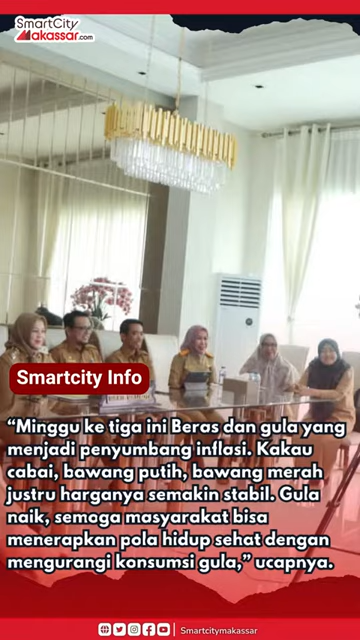 SmartCity
Makassar.com
Smartcity Info
“Minggu ke tiga ini Beras dan gula yang
menjadi penyumbang inflasi. Kakau
cabai, bawang putih, bawang merah
justru harganya semakin stabil. Gula
naik, semoga masyarakat bisa
menerapkan pola hidup sehat dengan
mengurangi konsumsi gula,” ucapnya.
Smartcitymakassar